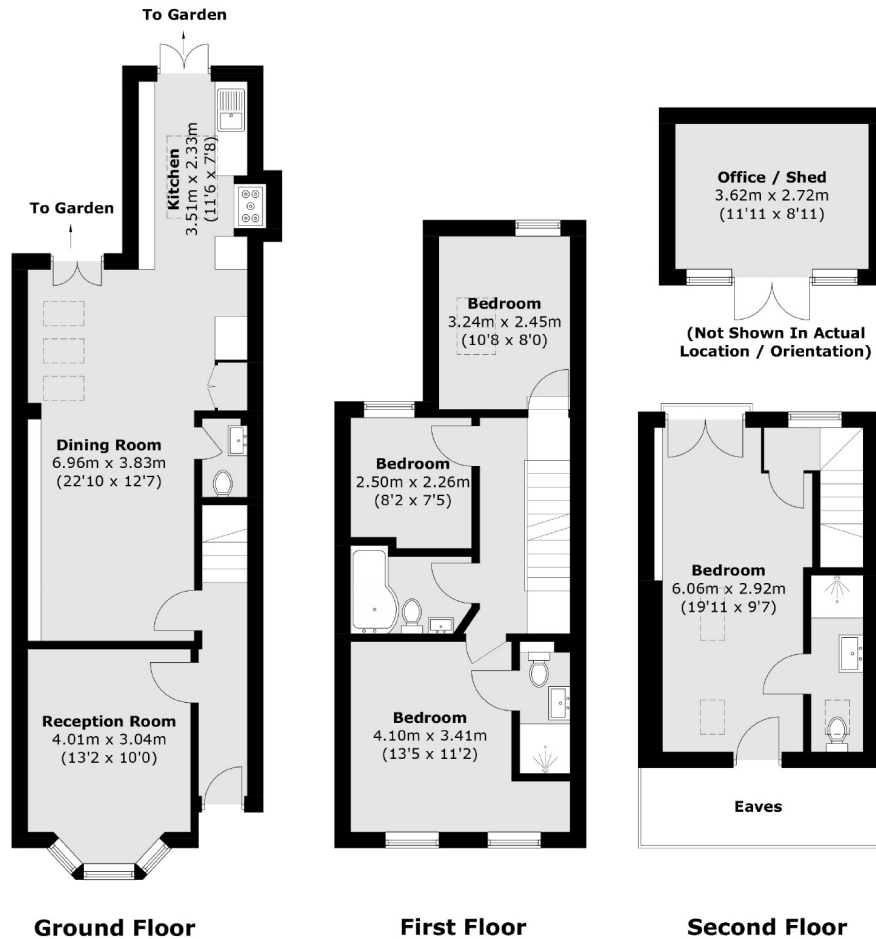 To Garden
Kitchen
3.51m x 2.33m
(11'6 x 7'8)
To Garden
Dining Room
6.96m x 3.83m
(22'10 x 12'7)
Reception Room
4.01m x 3.04m
(13'2 x 10'0)
Ground Floor
Bedroom
3.24m x 2.45m
(10'8 x 8'0)
Bedroom
2.50m x 2.26m
(8'2 x 7'5)
Bedroom
4.10m x 3.41m
(13'5 x 11'2)
First Floor
Office / Shed
3.62m x 2.72m
(11'11 x 8'11)
(Not Shown In Actual
Location / Orientation)
Bedroom
6.06m x 2.92m
(19'11 x 9'7)
Eaves
Second Floor